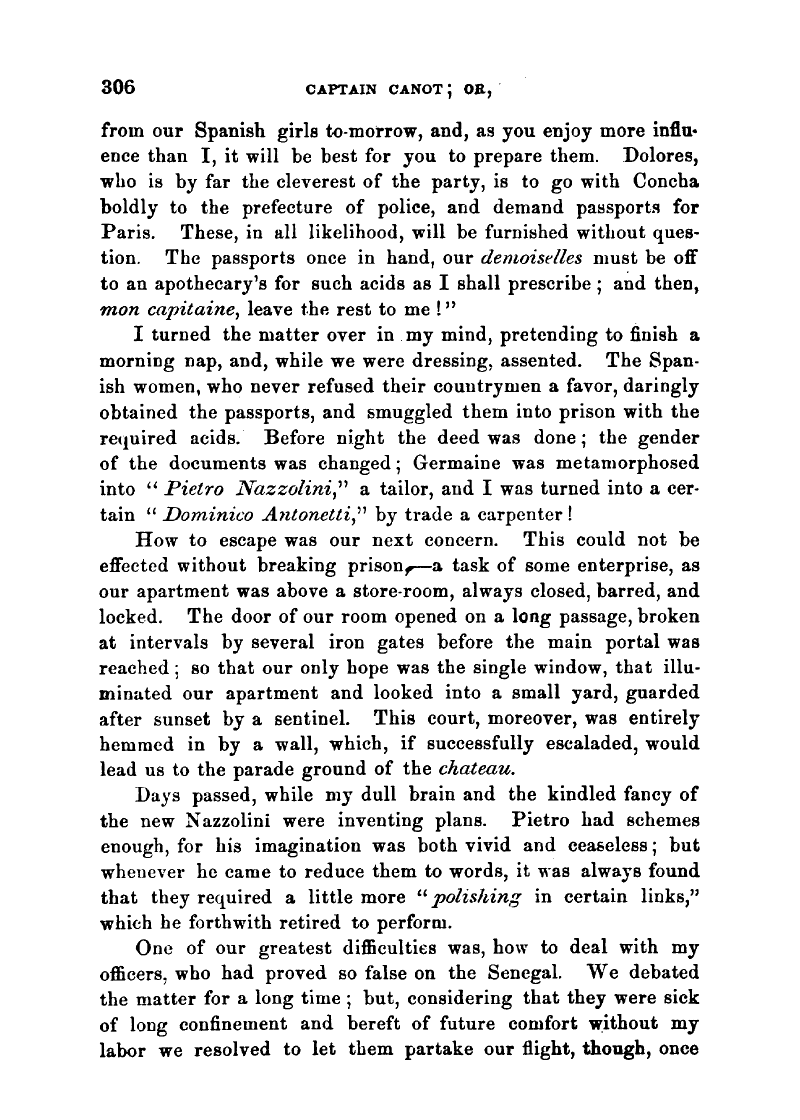 306 CAPTAIN CANOT; OR,
from our Spanish girls to-morrow, and, as you enjoy more influ-
ence than I, it will be best for you to prepare them. Dolores,
who is by far the cleverest of the party, is to go with Concha
boldly to the prefecture of police, and demand passports for
Paris. These, in all likelihood, will be furnished without ques-
tion. The passports once in hand, our demoiselles must be off
to an apothecary's for such acids as I shall prescribe; and then,
mon capitaine, leave the rest to me!"
I turned the matter over in my mind, pretending to finish a
morning nap, and, while we were dressing, assented. The Span-
ish women, who never refused their countrymen a favor, daringly
obtained the passports, and smuggled them into prison with the
required acids. Before night the deed was done; the gender
of the documents was changed; Germaine was metamorphosed
into "Pietro Nazzolini," a tailor, and I was turned into a cer-
tain "Dominico Antonetti," by trade a carpenter!
How to escape was our next concern. This could not be
effected without breaking prison,—a task of some enterprise, as
our apartment was above a store-room, always closed, barred, and
locked. The door of our room opened on a long passage, broken
at intervals by several iron gates before the main portal was
reached; so that our only hope was the single window, that illu-
minated our apartment and looked into a small yard, guarded
after sunset by a sentinel. This court, moreover, was entirely
hemmed in by a wall, which, if successfully escaladed, would
lead us to the parade ground of the chateau.
Days passed, while my dull brain and the kindled fancy of
the new Nazzolini were inventing plans. Pietro had schemes
enough, for his imagination was both vivid and ceaseless; but
whenever he came to reduce them to words, it was always found
that they required a little more "polishing in certain links,"
which he forthwith retired to perform.
One of our greatest difficulties was, how to deal with my
officers, who had proved so false on the Senegal. We debated
the matter for a long time; but, considering that they were sick
of long confinement and bereft of future comfort without my
labor we resolved to let them partake our flight, though, once